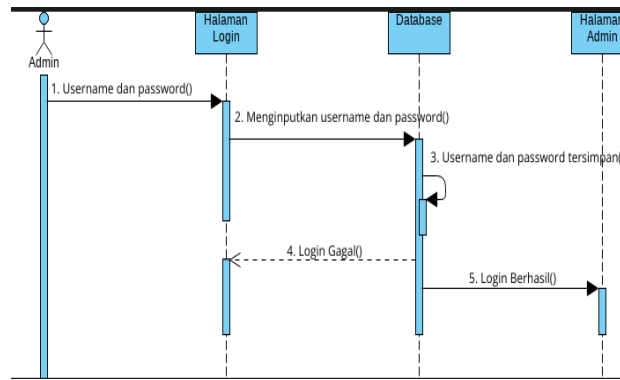 Halaman
Login
Database
Halaman
Admin
Admin
1. Username dan password()
2. Menginputkan username dan password()
3. Username dan password tersimpan(
4. Login Gagal()
5. Login Berhasil()